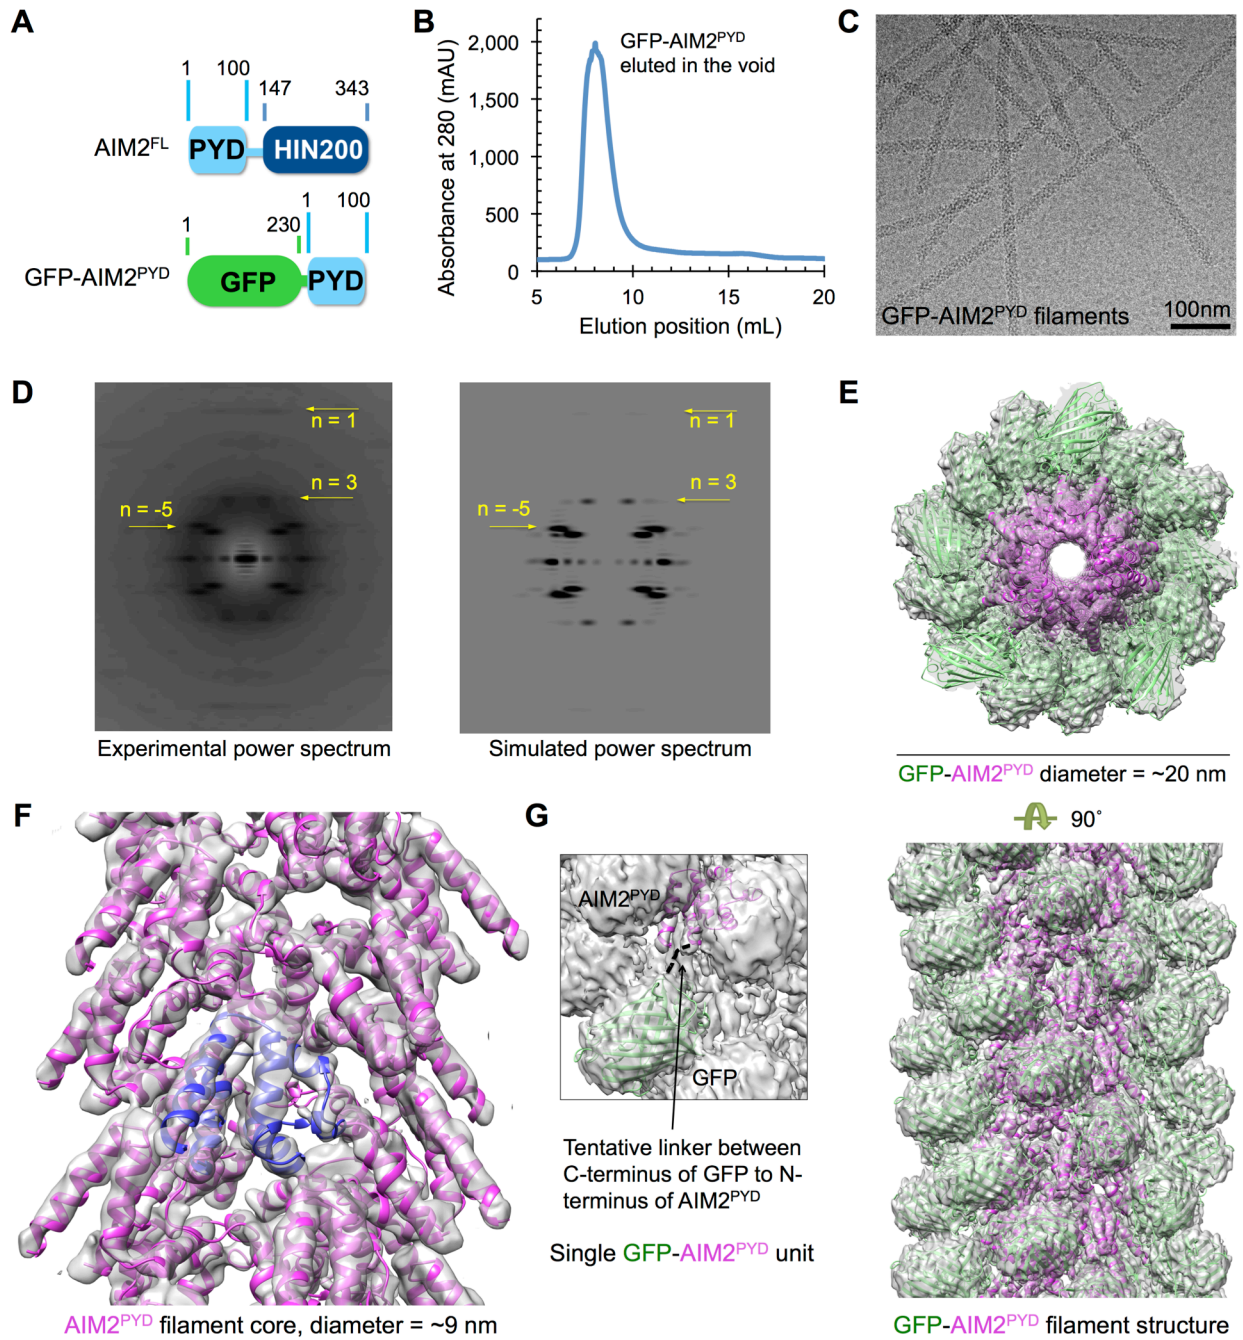 A
1
100
147
343
AIM2FL
PYD
HIN200
1
230
1
100
GFP-AIM2PYD
GFP
PYD
B
Absorbance at 280 (mAU)
2,000
1,500
1,000
500
0
5
10
15
20
Elution position (mL)
GFP-AIM2PYD
eluted in the void
C
GFP-AIM2PYD filaments
100nm
D
n = 1
n = 3
n = -5
Experimental power spectrum
n = 1
n = 3
n = -5
Simulated power spectrum
E
GFP-AIM2PYD diameter = ~20 nm
90°
GFP-AIM2PYD filament structure
F
AIM2PYD filament core, diameter = ~9 nm
G
AIM2PYD
GFP
Tentative linker between
C-terminus of GFP to N-
terminus of AIM2PYD
Single GFP-AIM2PYD unit